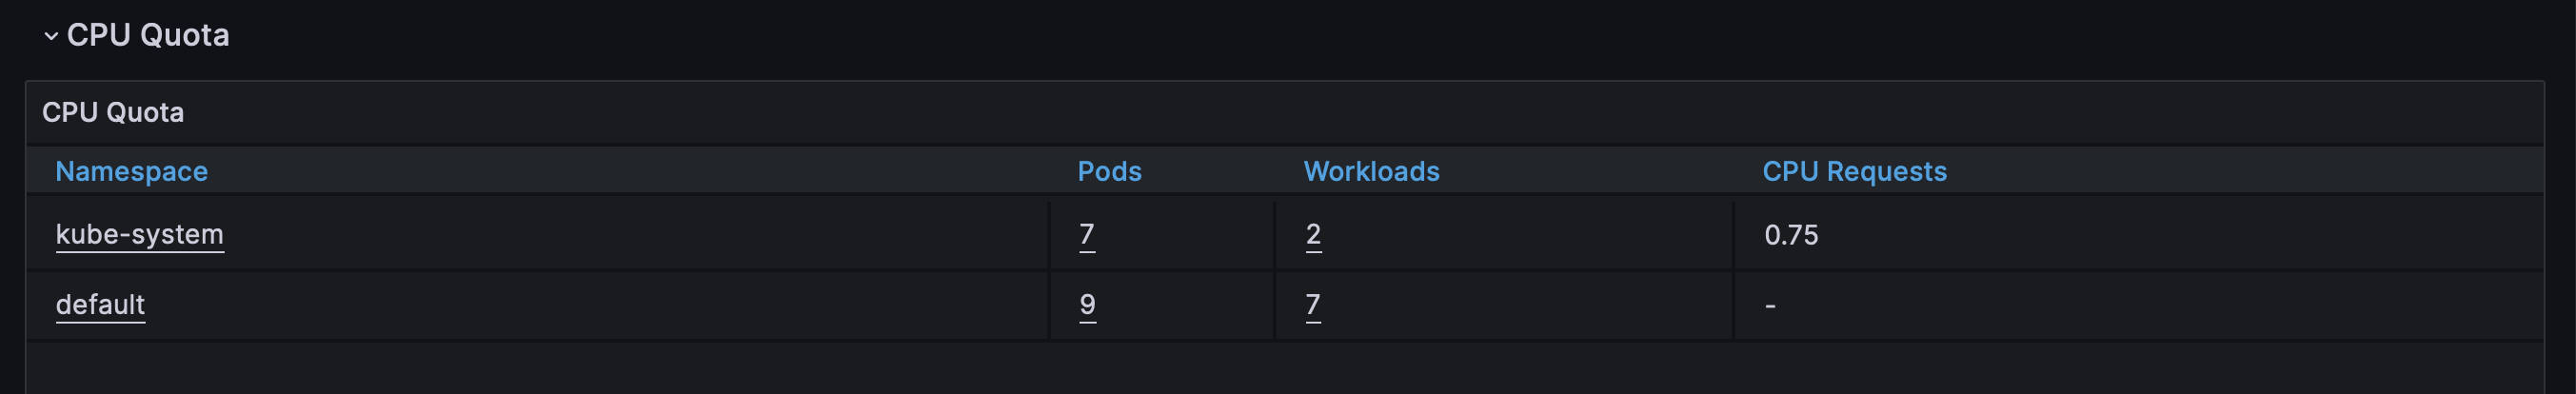 CPU Quota
CPU Quota
Namespace Pods Workloads CPU Requests
kube-system 7 2 0.75
default 9 7 -